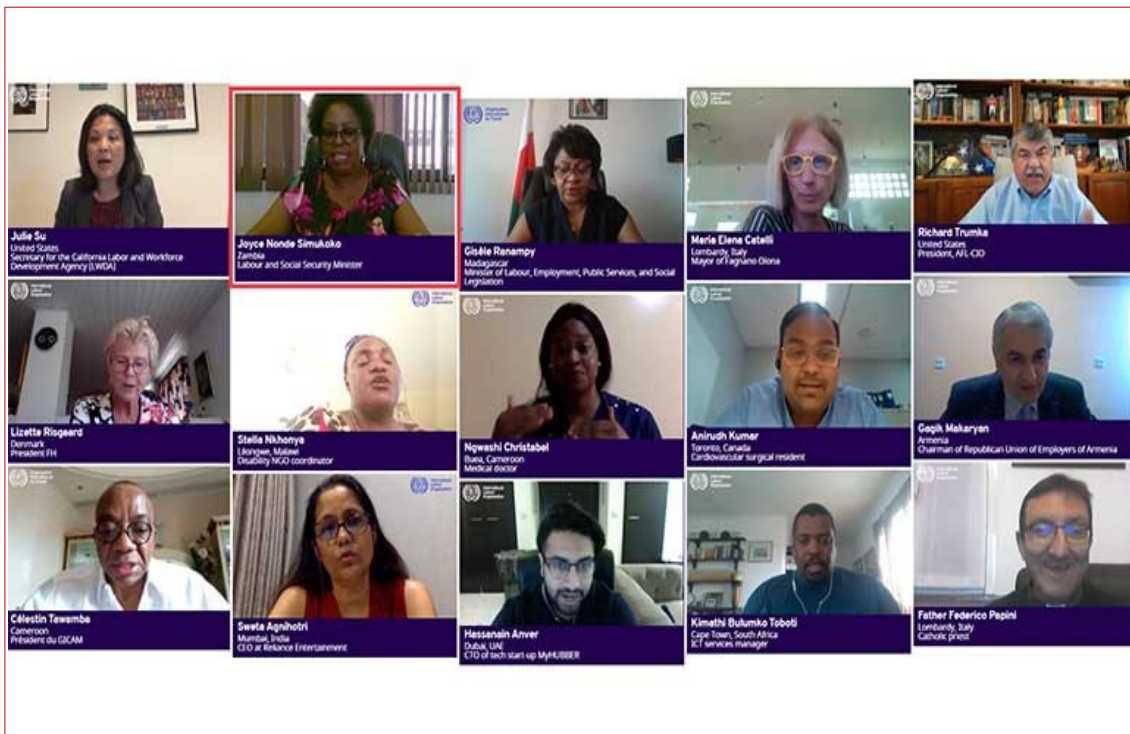 Julie Su
United States
Secretary for the California Labor and Workforce
Development Agency (LWDA)
Joyce Nonde Simukoko
Zambia
Labour and Social Security Minister
Gisèle Ranampy
Madagascar
Minister of Labour, Employment, Public Services, and Social
Legislation
Maria Elena Catelli
Lombardy, Italy
Mayor of Fagnano Olona
Richard Trumka
United States
President, AFL-CIO
Lizette Risgaard
Denmark
President FH
Stella Nkhonya
Lilongwe, Malawi
Disability NGO coordinator
Ngwashi Christabel
Buea, Cameroon
Medical doctor
Anirudh Kumar
Toronto, Canada
Cardiovascular surgical resident
Gagik Makaryan
Armenia
Chairman of Republican Union of Employers of Armenia
Célestin Tawamba
Cameroon
Président du GICAM
Sweta Agnihotri
Mumbai, India
CEO at Reliance Entertainment
Hassanain Anver
Dubai, UAE
CTO of tech start-up MyHUBBER
Kimathi Bulumko Toboti
Cape Town, South Africa
ICT services manager
Father Federico Papini
Lombardy, Italy
Catholic priest